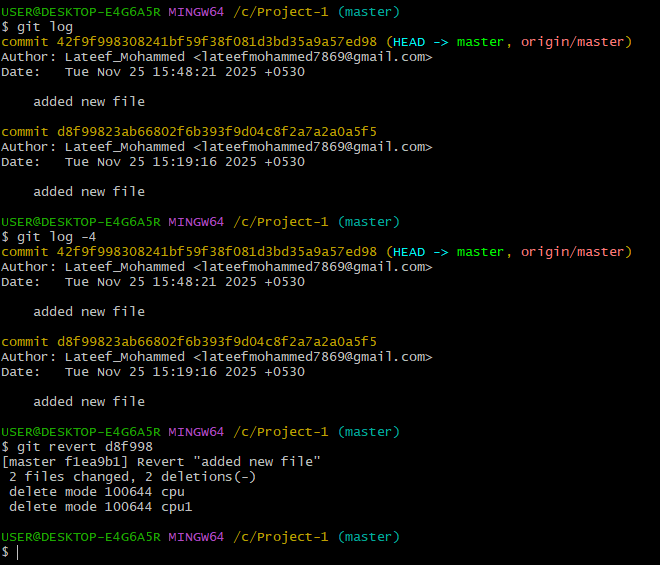 USER@DESKTOP-E4G6A5R MINGW64 /c/Project-1 (master)
$ git log
commit 42f9f998308241bf59f38f081d3bd35a9a57ed98 (HEAD -> master, origin/master)
Author: Lateef_Mohammed <lateefmohammed7869@gmail.com>
Date:   Tue Nov 25 15:48:21 2025 +0530
    added new file
commit d8f99823ab66802f6b393f9d04c8f2a7a2a0a5f5
Author: Lateef_Mohammed <lateefmohammed7869@gmail.com>
Date:   Tue Nov 25 15:19:16 2025 +0530
    added new file
USER@DESKTOP-E4G6A5R MINGW64 /c/Project-1 (master)
$ git log -4
commit 42f9f998308241bf59f38f081d3bd35a9a57ed98 (HEAD -> master, origin/master)
Author: Lateef_Mohammed <lateefmohammed7869@gmail.com>
Date:   Tue Nov 25 15:48:21 2025 +0530
    added new file
commit d8f99823ab66802f6b393f9d04c8f2a7a2a0a5f5
Author: Lateef_Mohammed <lateefmohammed7869@gmail.com>
Date:   Tue Nov 25 15:19:16 2025 +0530
    added new file
USER@DESKTOP-E4G6A5R MINGW64 /c/Project-1 (master)
$ git revert d8f998
[master f1ea9b1] Revert "added new file"
 2 files changed, 2 deletions(-)
 delete mode 100644 cpu
 delete mode 100644 cpu1
USER@DESKTOP-E4G6A5R MINGW64 /c/Project-1 (master)
$